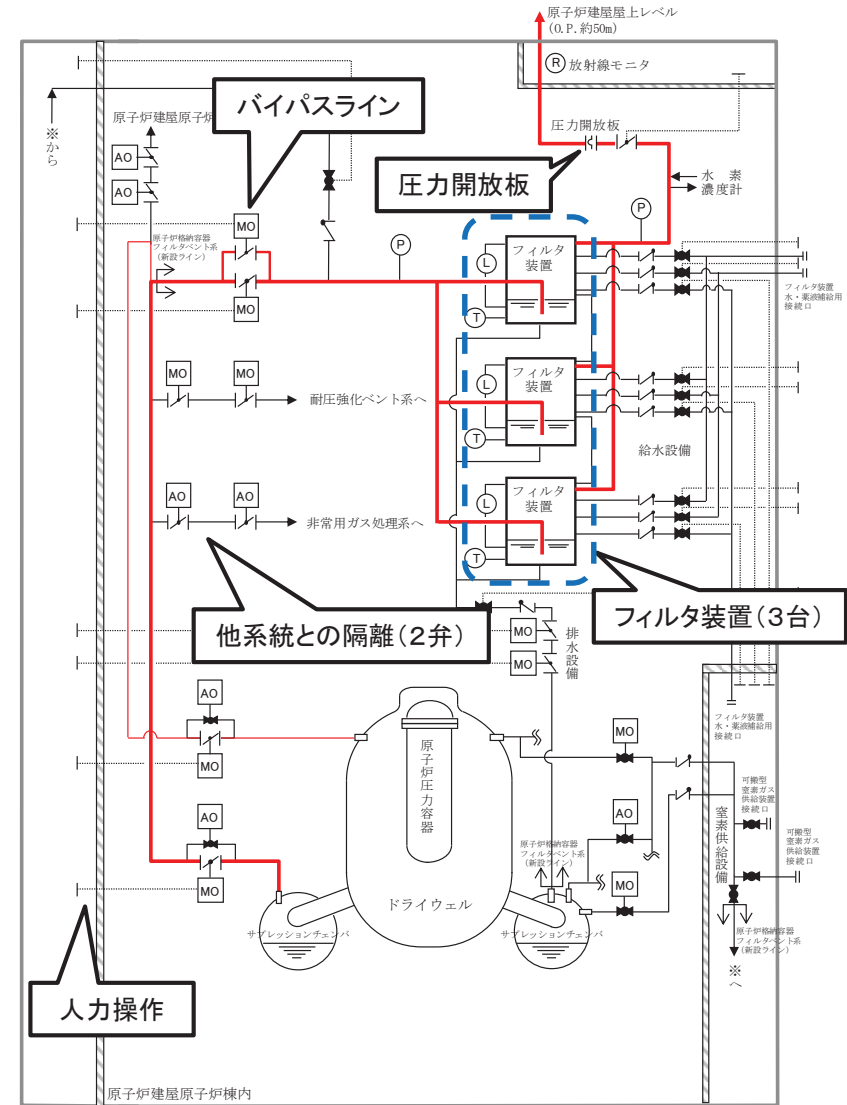 原子炉建屋屋上レベル
(O.P.約50m)
R 放射線モニタ
バイパスライン
※から
原子炉建屋原子炉
圧力開放板
圧力開放板
AO
AO
水素
濃度計
MO
P
P
原子炉格納容器
フィルタベント系
(新設ライン)
フィルタ
装置
L
T
MO
フィルタ装置
水・薬液補給用
接続口
MO
MO
耐圧強化ベント系へ
フィルタ
装置
L
T
給水設備
AO
AO
非常用ガス処理系へ
フィルタ
装置
L
T
他系統との隔離(2弁)
フィルタ装置(3台)
MO
MO
排水設備
AO
MO
原子炉圧力容器
MO
フィルタ装置
水・薬液補給用
接続口
可搬型
窒素ガス
供給装置
接続口
AO
窒素供給設備
AO
MO
原子炉格納容器
フィルタベント系
(新設ライン)
可搬型
窒素ガス
供給装置
接続口
MO
ドライウェル
サプレッションチェンバ
サプレッションチェンバ
原子炉格納容器
フィルタベント系
(新設ライン)
※へ
人力操作
原子炉建屋原子炉棟内